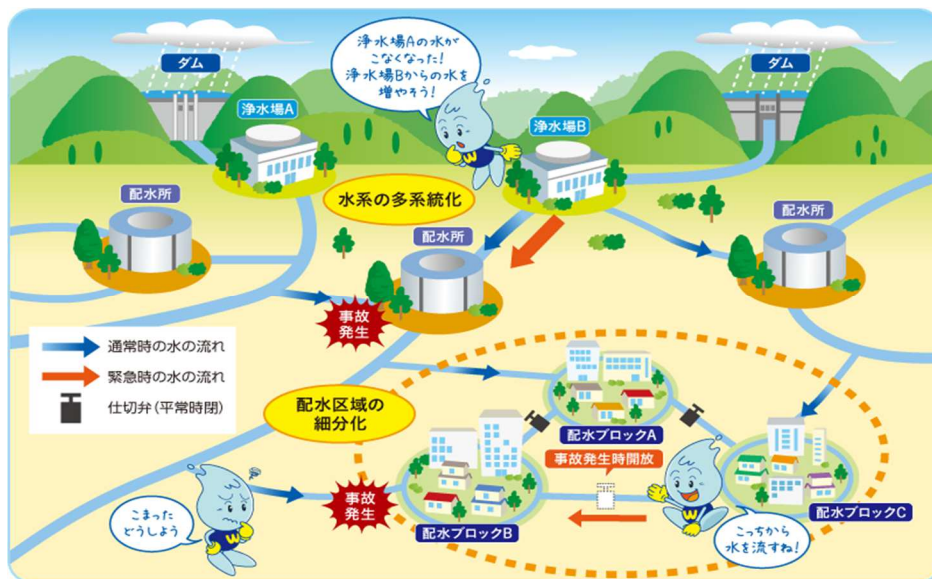 ダム
浄水場Aの水が
こなくなった!
浄水場Bからの水を
増やそう!
ダム
浄水場A
浄水場B
W
配水所
水系の多系統化
配水所
配水所
事故
発生
通常時の水の流れ
緊急時の水の流れ
仕切弁(平常時閉)
配水区域の
細分化
配水ブロックA
事故発生時開放
事故
発生
配水ブロックB
配水ブロックC
W
こまった
どうしよう
W
こっちから
水を流すね!